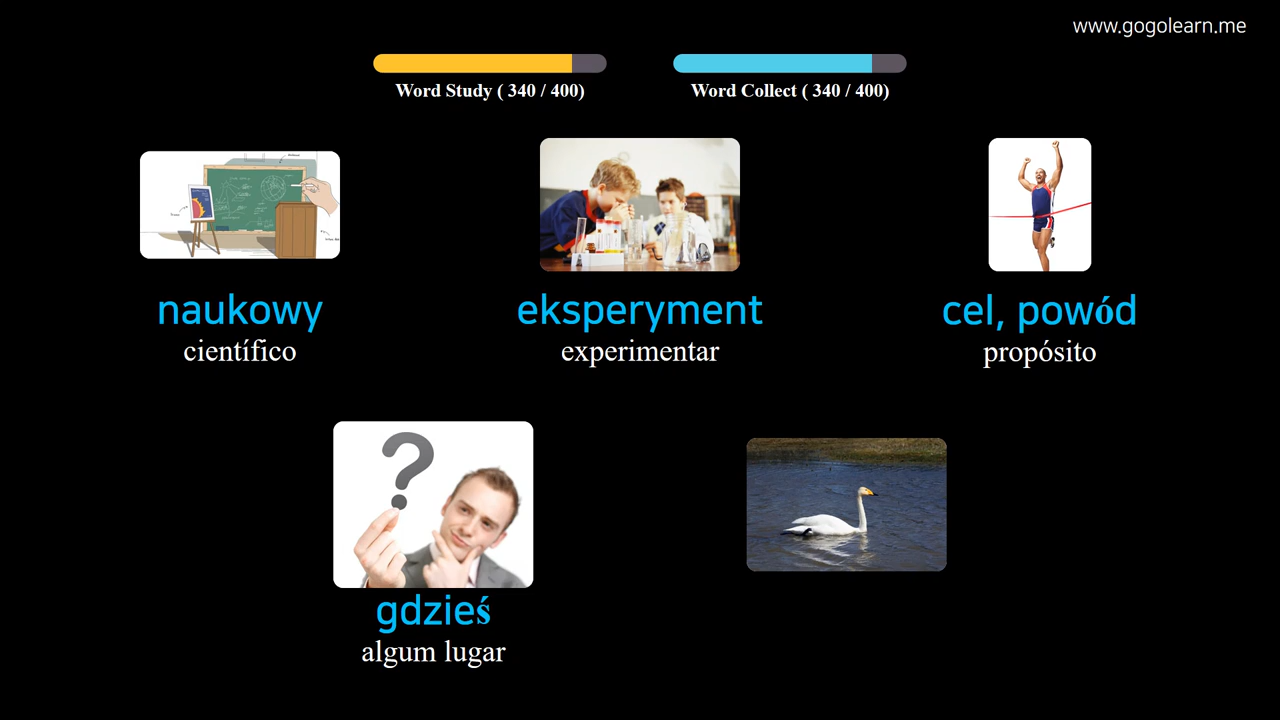 www.gogolearn.me
Word Study ( 340 / 400)
Word Collect ( 340 / 400)
naukowy
científico
eksperyment
experimentar
cel, powód
propósito
gdzieś
algum lugar